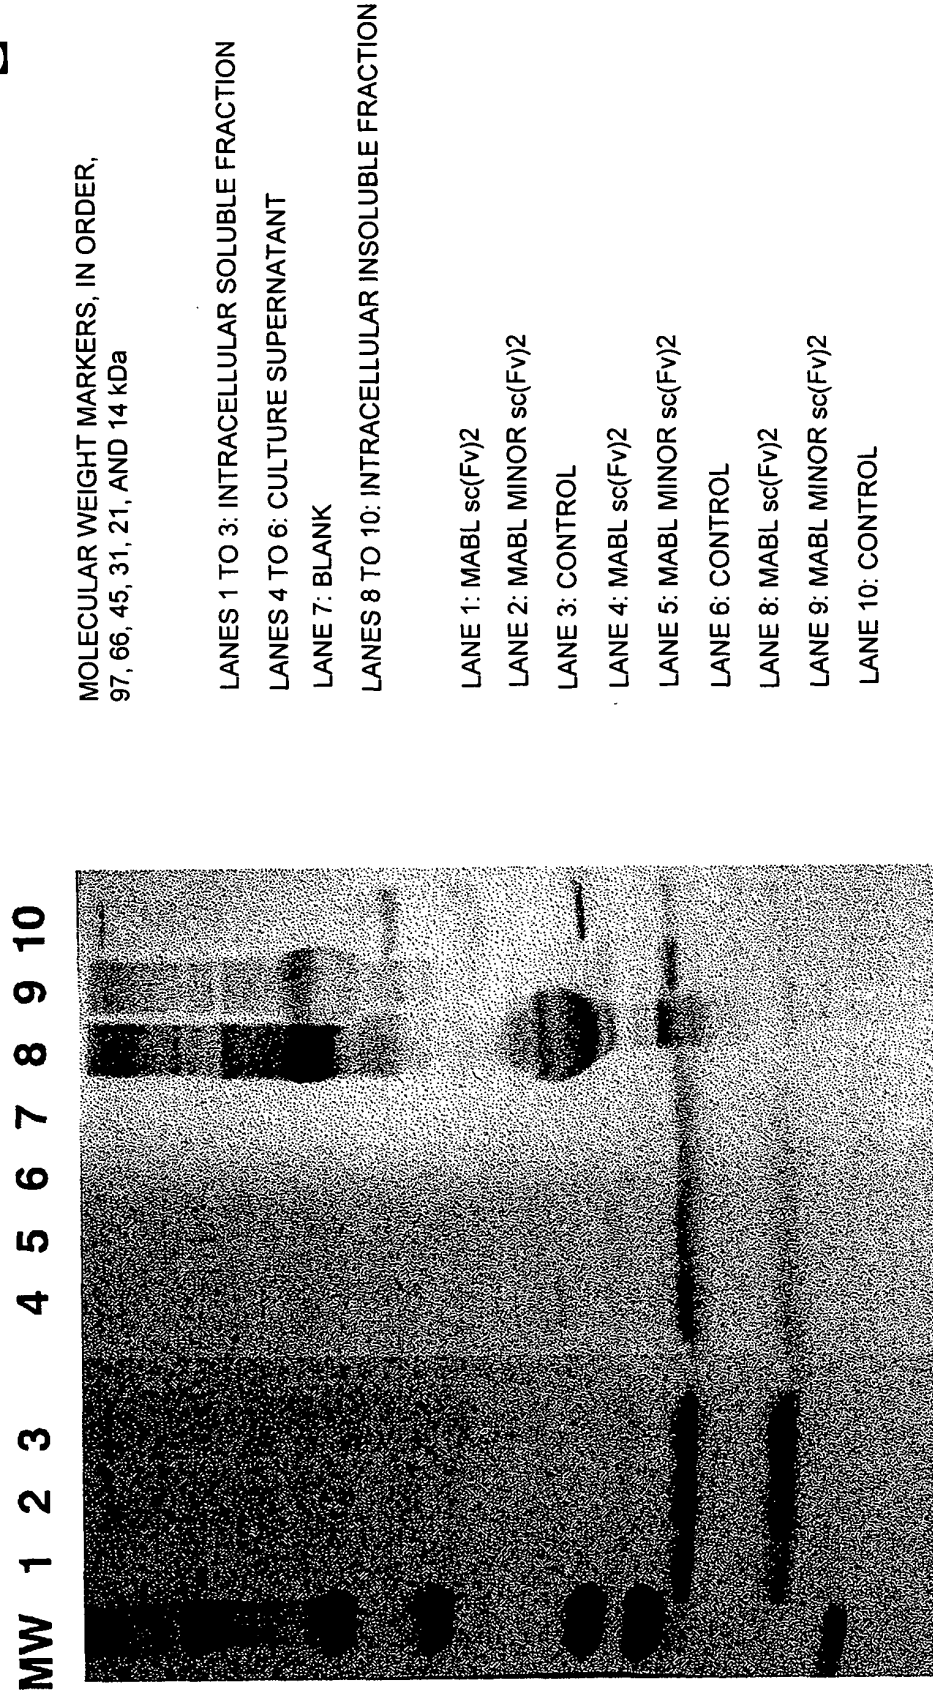 MOLECULAR WEIGHT MARKERS, IN ORDER,
97, 66, 45, 31, 21, AND 14 kDa
LANES 1 TO 3: INTRACELLULAR SOLUBLE FRACTION
LANES 4 TO 6: CULTURE SUPERNATANT
LANE 7: BLANK
LANES 8 TO 10: INTRACELLULAR INSOLUBLE FRACTION
LANE 1: MABL sc(Fv)2
LANE 2: MABL MINOR sc(Fv)2
LANE 3: CONTROL
LANE 4: MABL sc(Fv)2
LANE 5: MABL MINOR sc(Fv)2
LANE 6: CONTROL
LANE 8: MABL sc(Fv)2
LANE 9: MABL MINOR sc(Fv)2
LANE 10: CONTROL
MW 1 2 3 4 5 6 7 8 9 10